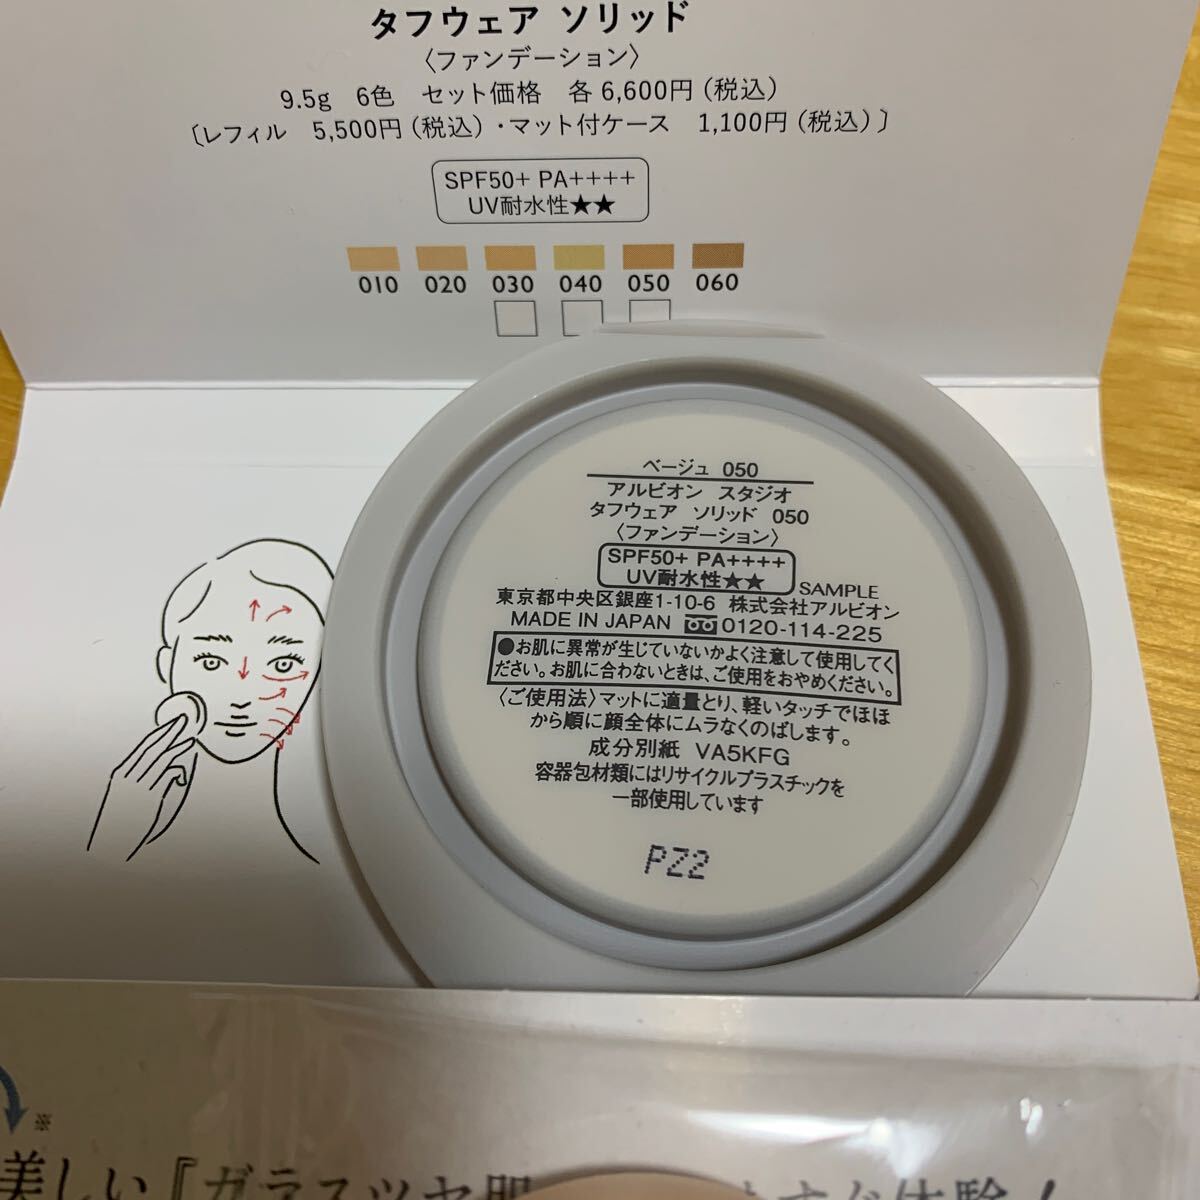 タフウェア ソリッド
〈ファンデーション〉
9.5g 6色 セット価格 各6,600円（税込）
〔レフィル 5,500円（税込）・マット付ケース 1,100円（税込）〕
SPF50+ PA++++
UV耐水性★★
010 020 030 040 050 060
ベージュ 050
アルビオン スタジオ
タフウェア ソリッド 050
〈ファンデーション〉
SPF50+ PA++++
UV耐水性★★
SAMPLE
東京都中央区銀座1-10-6 株式会社アルビオン
MADE IN JAPAN 0120-114-225
●お肌に異常が生じていないかよく注意して使用してく
ださい。お肌に合わないときは、ご使用をおやめください。
〈ご使用法〉マットに適量とり、軽いタッチでほほ
から順に顔全体にムラなくのばします。
成分別紙 VA5KFG
容器包材類にはリサイクルプラスチックを
一部使用しています
PZ2
※
美しい『ガラスツヤ肌
すぐ体験！